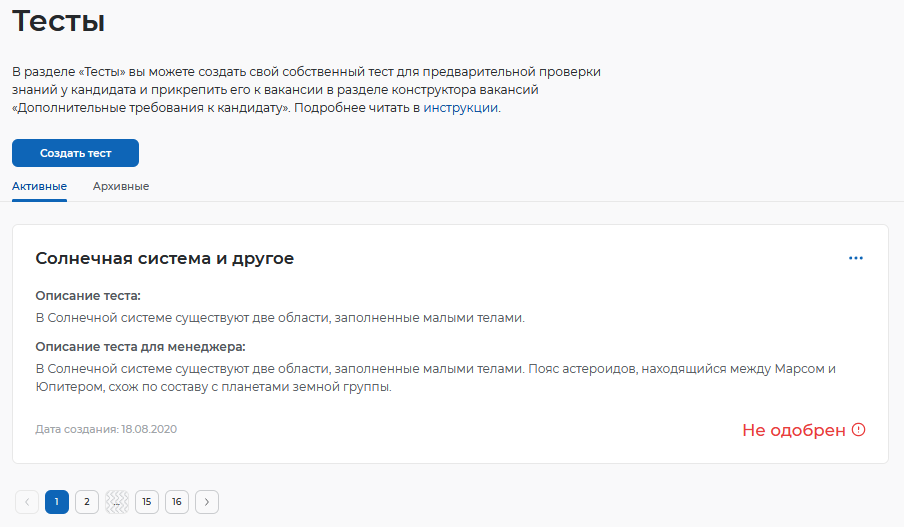 Тесты
В разделе «Тесты» вы можете создать свой собственный тест для предварительной проверки
знаний у кандидата и прикрепить его к вакансии в разделе конструктора вакансий
«Дополнительные требования к кандидату». Подробнее читать в инструкции.
Создать тест
Активные Архивные
Солнечная система и другое
Описание теста:
В Солнечной системе существуют две области, заполненные малыми телами.
Описание теста для менеджера:
В Солнечной системе существуют две области, заполненные малыми телами. Пояс астероидов, находящийся между Марсом и
Юпитером, схож по составу с планетами земной группы.
Дата создания: 18.08.2020 Не одобрен
1 2 ... 15 16